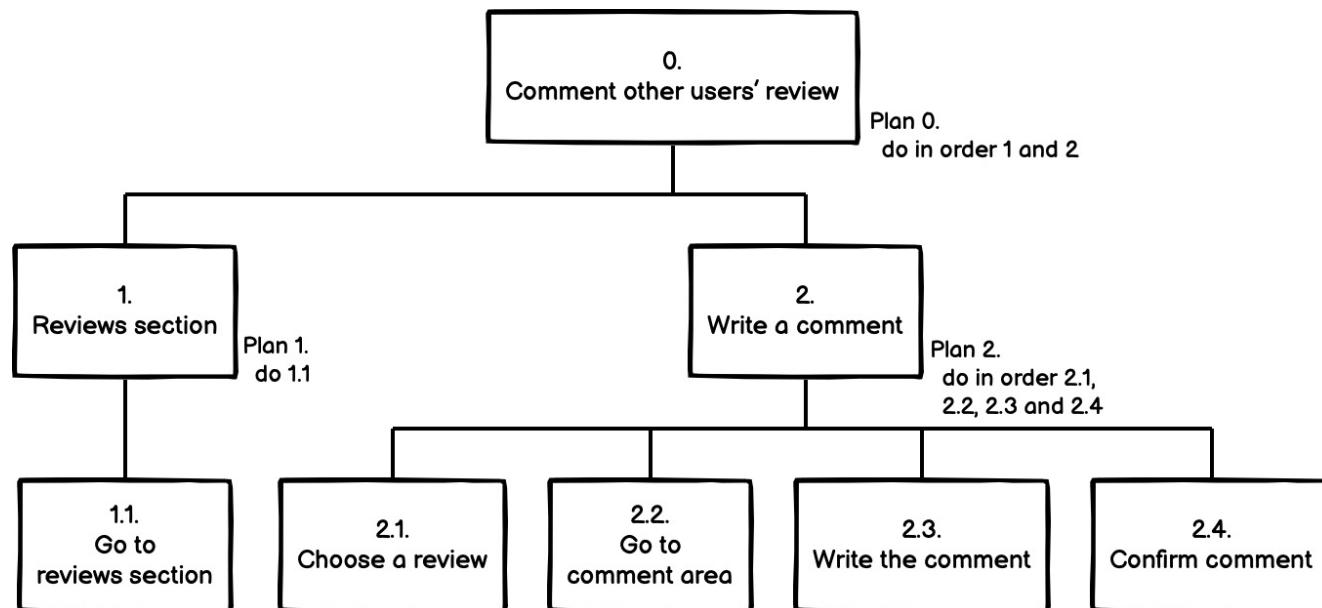 0.
Comment other users' review
Plan 0.
do in order 1 and 2
1.
Reviews section
Plan 1.
do 1.1
2.
Write a comment
Plan 2.
do in order 2.1,
2.2, 2.3 and 2.4
1.1.
Go to
reviews section
2.1.
Choose a review
2.2.
Go to
comment area
2.3.
Write the comment
2.4.
Confirm comment